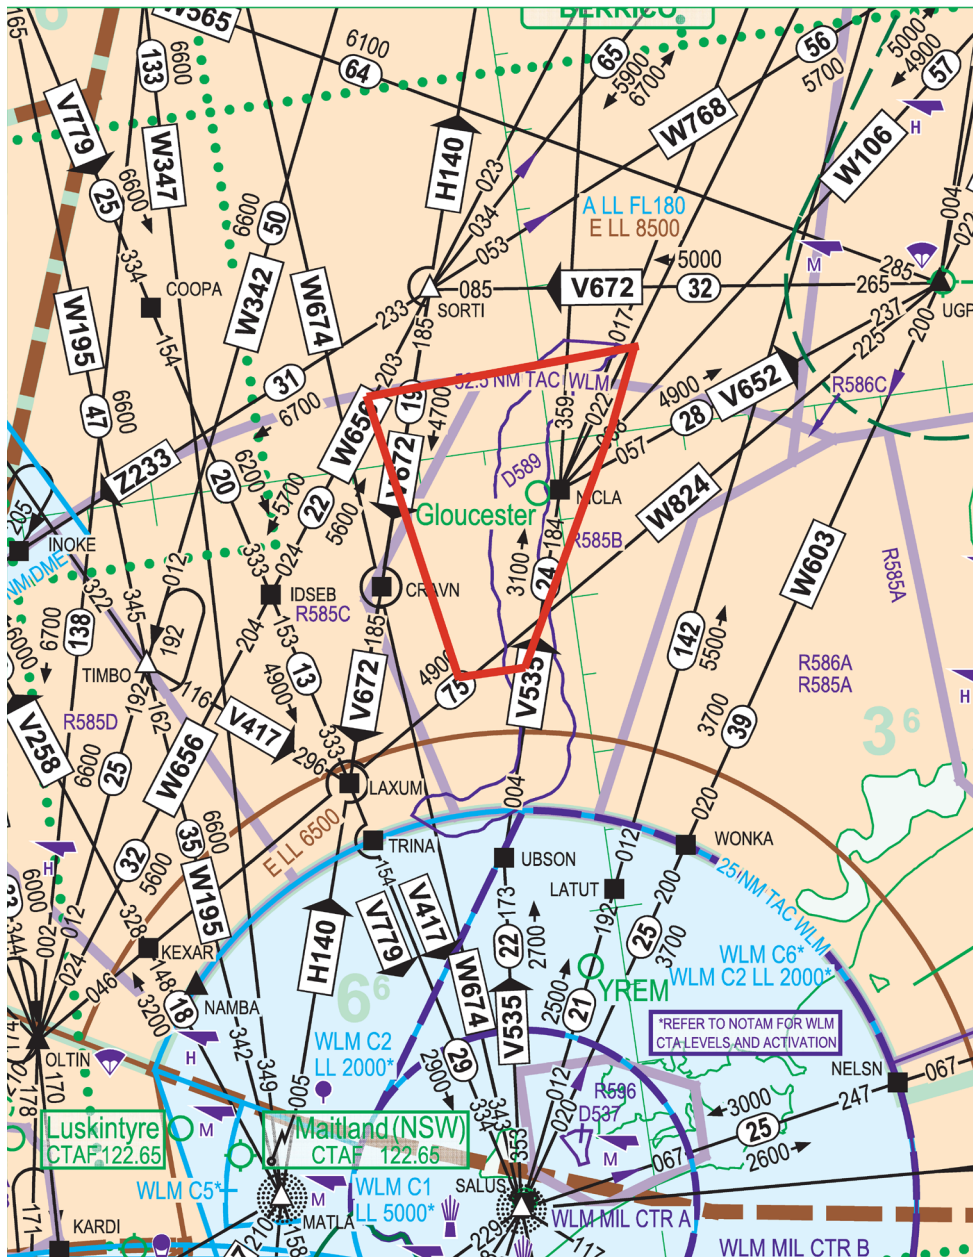 BERRICO
W565
6
165
133
6600
6100
64
65
5900
6700
56
5700
5000
4900
57
V779
W347
H140
W768
W106
H
25
6600
6600
50
023
034
053
A LL FL180
E LL 8500
004
022
334
COOPA
W342
W674
5000
M
285
W195
233
SORTI
085
V672
32
265
UGP
185
237
225
200
154
31
6700
203
017
47
6600
52.5 NM TAC WLM
19
4700
W656
359
022
4900
28
V652
R586C
Z233
20
6200
5700
22
5600
V672
D589
057
NICLA
W824
205
INOKE
Gloucester
R585B
184
NM DME
012
333
024
3100
24
W603
322
345
IDSEB
R585C
CRAVN
185
R585A
6700
138
192
204
153
142
5500
6000
TIMBO
116
13
4900
V672
4900
75
V535
R586A
R585A
H
R585D
192
162
V417
3700
39
3 6
V258
6600
25
W656
296
333
LAXUM
004
020
E LL 6500
TRINA
UBSON
012
WONKA
H
32
5600
35
6600
W195
154
173
LATUT
200
25 NM TAC WLM
6000
344
002
012
024
328
KEXAR
H140
V779
V417
W674
22
2700
192
25
3700
WLM C6*
WLM C2 LL 2000*
046
148
3200
18
NAMBA
6 6
2500
21
YREM
OLTIN
H
342
349
005
WLM C2
LL 2000*
2900
29
V535
*REFER TO NOTAM FOR WLM
CTA LEVELS AND ACTIVATION
NELSN
067
170
178
334
343
353
012
020
R596
D537
3000
25
247
Luskintyre
CTAF 122.65
M
Maitland (NSW)
CTAF 122.65
M
067
2600
WLM C5*
M
WLM C1
LL 5000*
SALUS
171
KARDI
210
MATLA
158
229
117
WLM MIL CTR A
WLM MIL CTR B